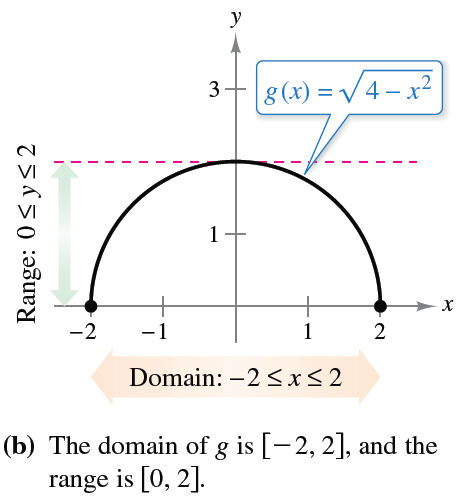 y
3
g(x) = √(4 − x²)
Range: 0 ≤ y ≤ 2
1
x
−2 −1 1 2
Domain: −2 ≤ x ≤ 2
(b) The domain of g is [−2, 2], and the
range is [0, 2].